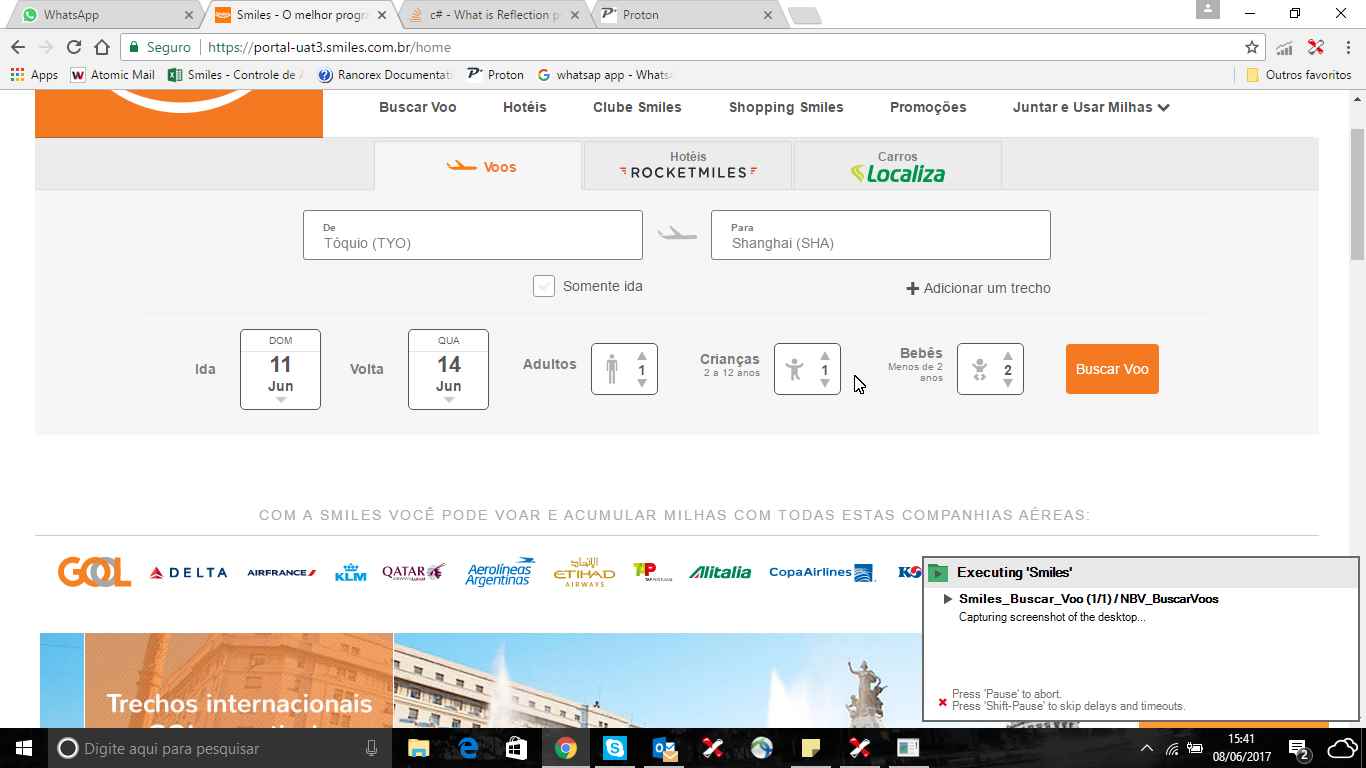 WhatsApp
Smiles - O melhor progra
c# - What is Reflection p
Proton
Seguro
https://portal-uat3.smiles.com.br/home
Apps
Atomic Mail
Smiles - Controle de
Ranorex Documentati
Proton
whatsap app - Whats
Outros favoritos
Buscar Voo
Hotéis
Clube Smiles
Shopping Smiles
Promoções
Juntar e Usar Milhas
Voos
Hotéis
ROCKETMILES
Carros
Localiza
De
Tôquio (TYO)
Para
Shanghai (SHA)
Somente ida
Adicionar um trecho
Ida
DOM
11
Jun
Volta
QUA
14
Jun
Adultos
1
Crianças
2 a 12 anos
1
Bebês
Menos de 2
anos
2
Buscar Voo
COM A SMILES VOCÊ PODE VOAR E ACUMULAR MILHAS COM TODAS ESTAS COMPANHIAS AÉREAS:
GOL
DELTA
AIRFRANCE
KLM
QATAR
Aerolíneas
Argentinas
الإتحاد
ETIHAD
AIRWAYS
TAP
Alitalia
CopaAirlines
Trechos internacionais
Executing 'Smiles'
Smiles_Buscar_Voo (1/1) / NBV_BuscarVoos
Capturing screenshot of the desktop...
Press 'Pause' to abort.
Press 'Shift-Pause' to skip delays and timeouts.
Digite aqui para pesquisar
15:41
08/06/2017
2